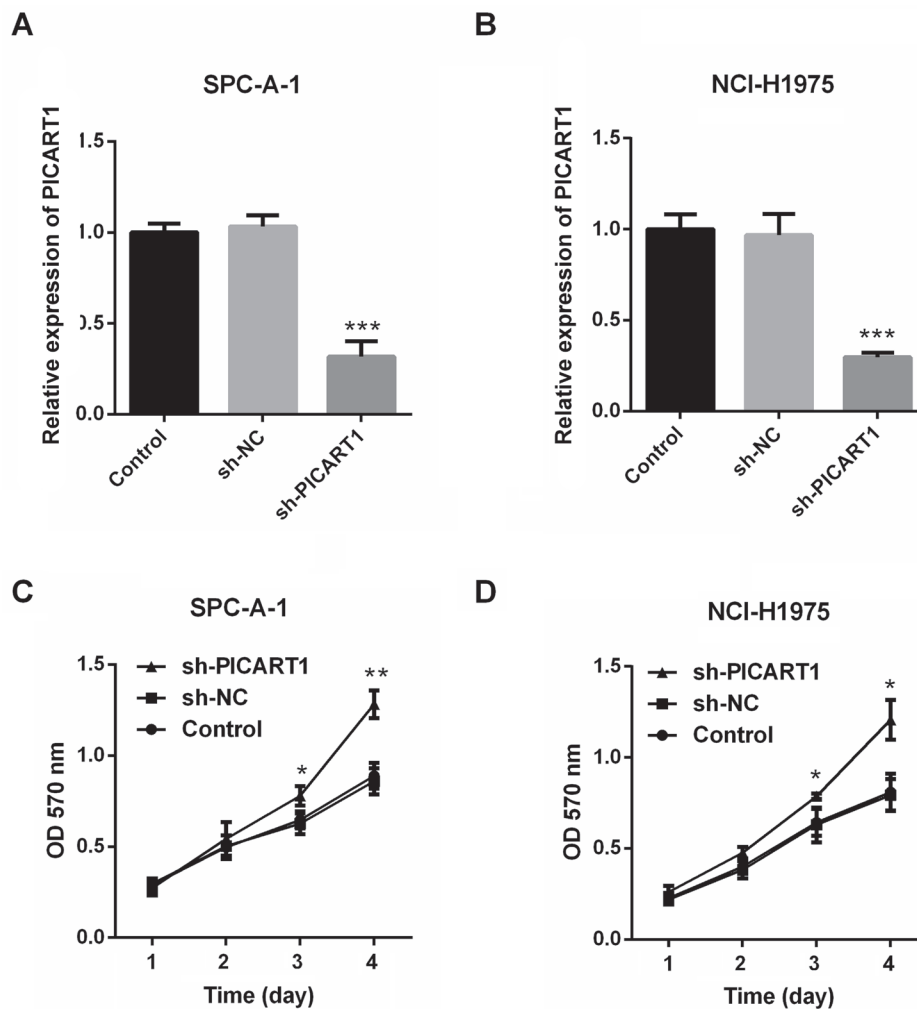 A
SPC-A-1
Relative expression of PICART1
1.5
1.0
0.5
0.0
***
Control
sh-NC
sh-PICART1
B
NCI-H1975
Relative expression of PICART1
1.5
1.0
0.5
0.0
***
Control
sh-NC
sh-PICART1
C
SPC-A-1
OD 570 nm
1.5
1.0
0.5
0.0
sh-PICART1
sh-NC
Control
*
**
1 2 3 4
Time (day)
D
NCI-H1975
OD 570 nm
1.5
1.0
0.5
0.0
sh-PICART1
sh-NC
Control
*
*
1 2 3 4
Time (day)